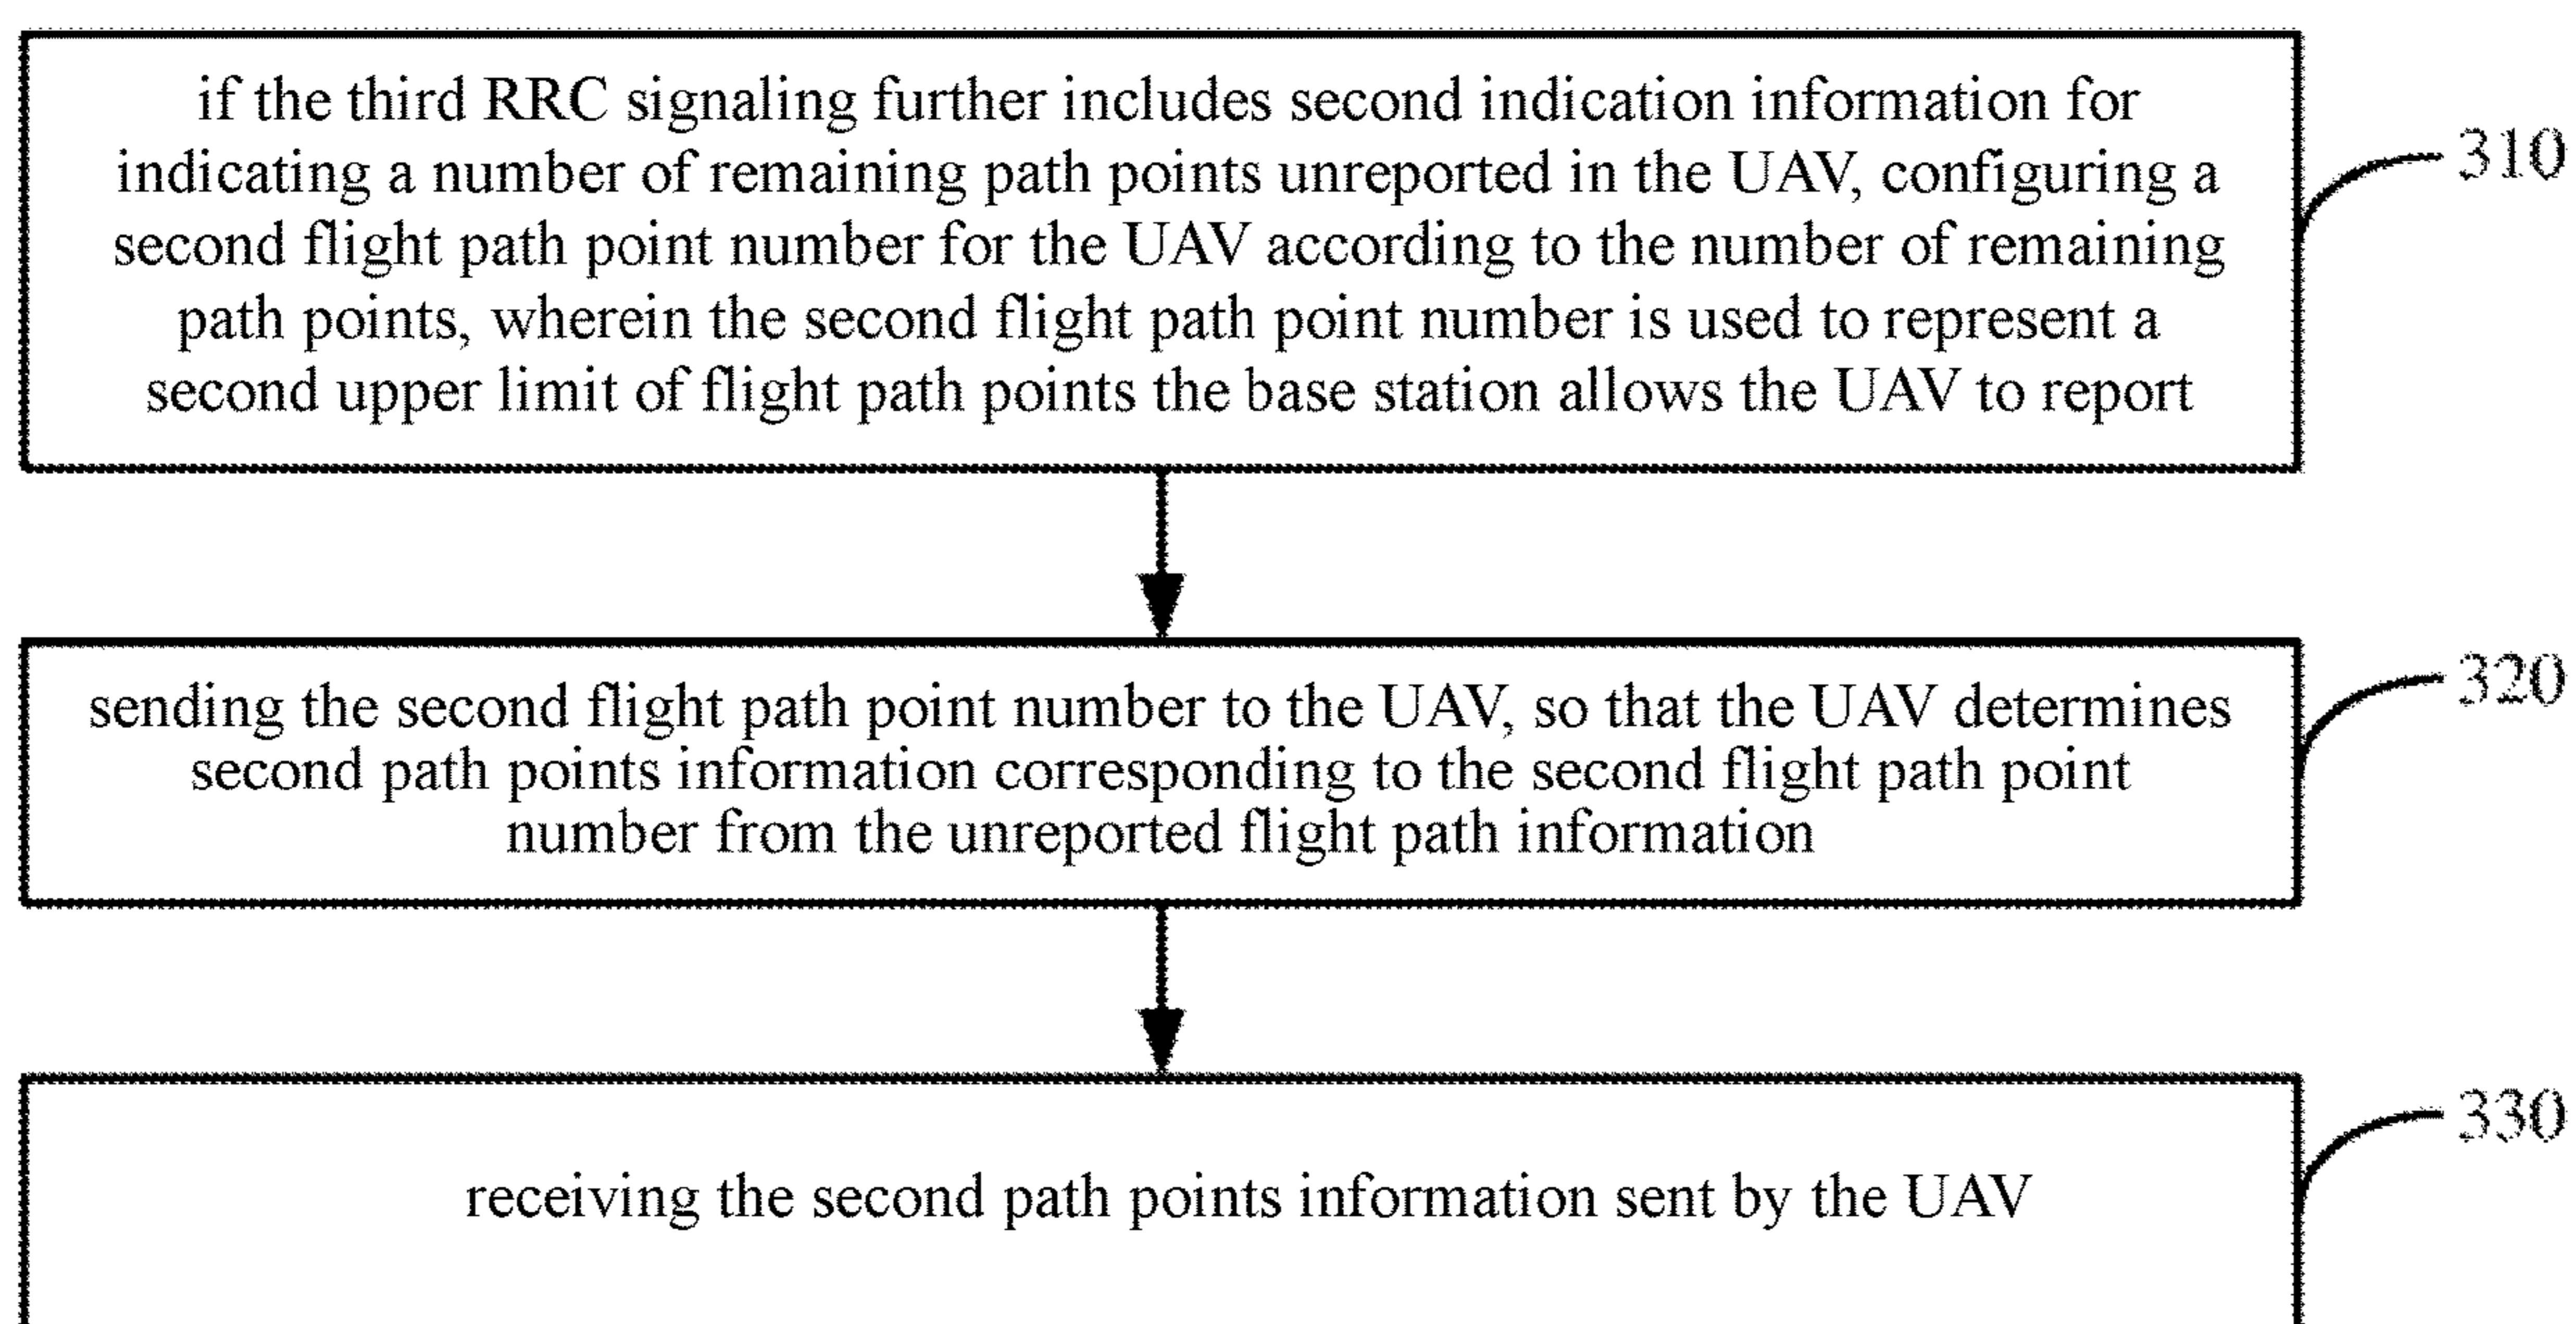 if the third RRC signaling further includes second indication information for
indicating a number of remaining path points unreported in the UAV, configuring a
second flight path point number for the UAV according to the number of remaining
path points, wherein the second flight path point number is used to represent a
second upper limit of flight path points the base station allows the UAV to report
310
sending the second flight path point number to the UAV, so that the UAV determines
second path points information corresponding to the second flight path point
number from the unreported flight path information
320
receiving the second path points information sent by the UAV
330